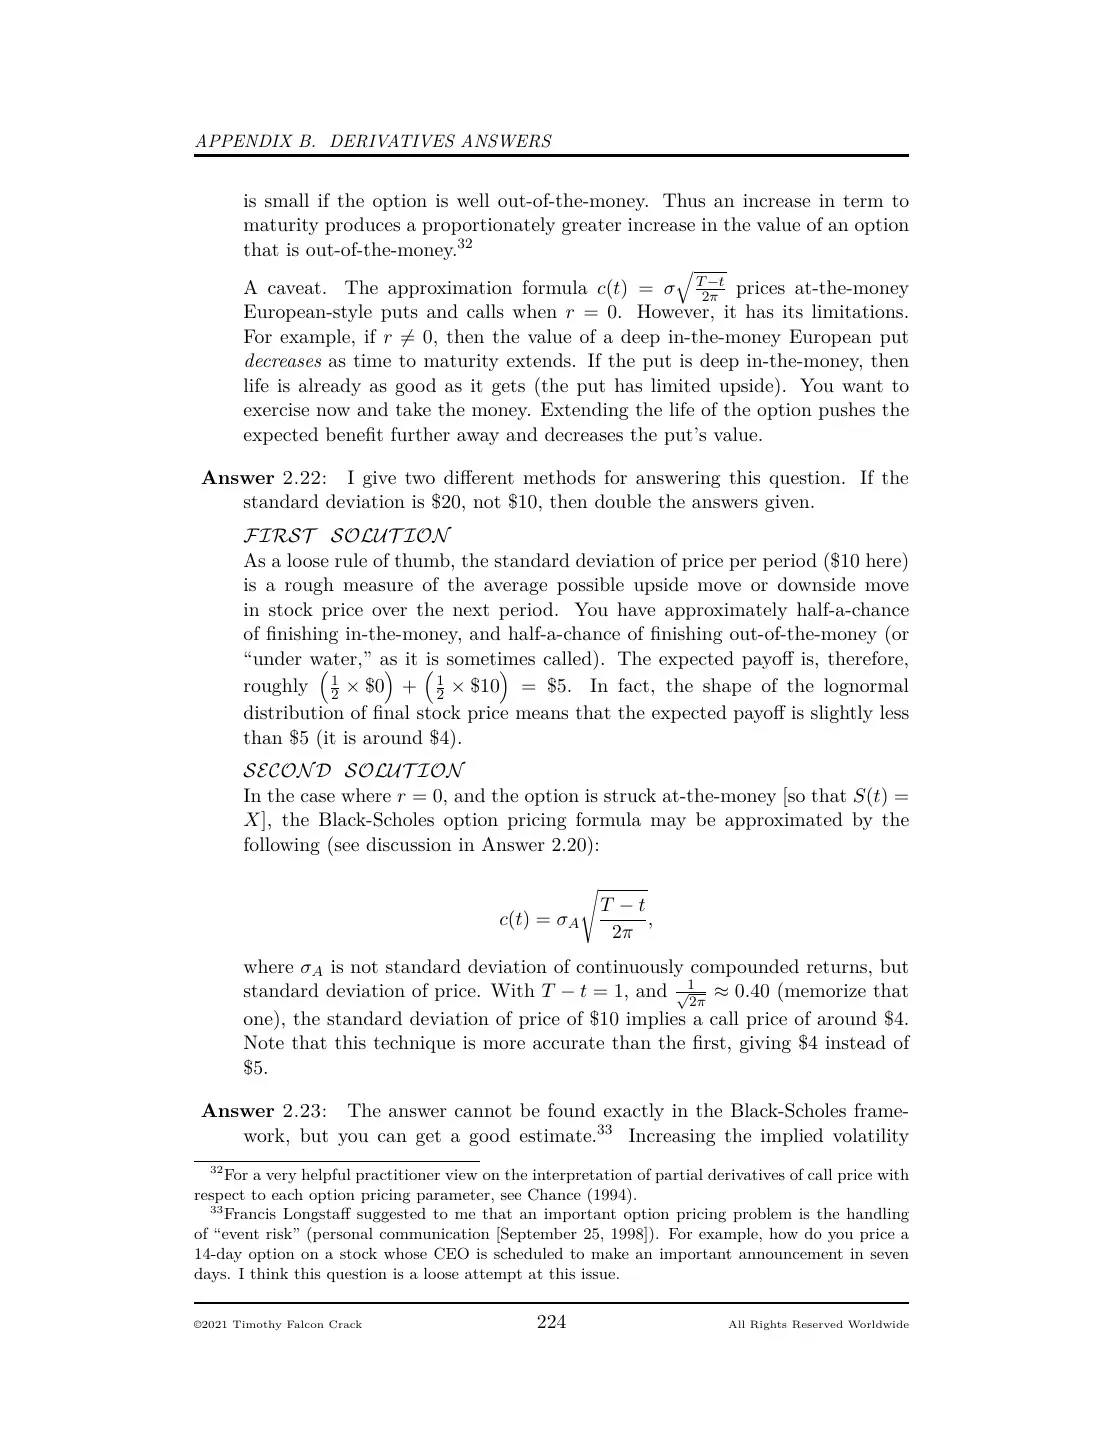 APPENDIX B. DERIVATIVES ANSWERS
is small if the option is well out-of-the-money. Thus an increase in term to
maturity produces a proportionately greater increase in the value of an option
that is out-of-the-money.32
A caveat. The approximation formula c(t) = σ√((T−t)/2π) prices at-the-money
European-style puts and calls when r = 0. However, it has its limitations.
For example, if r ≠ 0, then the value of a deep in-the-money European put
decreases as time to maturity extends. If the put is deep in-the-money, then
life is already as good as it gets (the put has limited upside). You want to
exercise now and take the money. Extending the life of the option pushes the
expected benefit further away and decreases the put's value.
Answer 2.22: I give two different methods for answering this question. If the
standard deviation is $20, not $10, then double the answers given.
FIRST SOLUTION
As a loose rule of thumb, the standard deviation of price per period ($10 here)
is a rough measure of the average possible upside move or downside move
in stock price over the next period. You have approximately half-a-chance
of finishing in-the-money, and half-a-chance of finishing out-of-the-money (or
“under water,” as it is sometimes called). The expected payoff is, therefore,
roughly (1/2 × $0) + (1/2 × $10) = $5. In fact, the shape of the lognormal
distribution of final stock price means that the expected payoff is slightly less
than $5 (it is around $4).
SECOND SOLUTION
In the case where r = 0, and the option is struck at-the-money [so that S(t) =
X], the Black-Scholes option pricing formula may be approximated by the
following (see discussion in Answer 2.20):
c(t) = σA√((T − t)/2π),
where σA is not standard deviation of continuously compounded returns, but
standard deviation of price. With T − t = 1, and 1/√2π ≈ 0.40 (memorize that
one), the standard deviation of price of $10 implies a call price of around $4.
Note that this technique is more accurate than the first, giving $4 instead of
$5.
Answer 2.23: The answer cannot be found exactly in the Black-Scholes frame-
work, but you can get a good estimate.33 Increasing the implied volatility
32For a very helpful practitioner view on the interpretation of partial derivatives of call price with
respect to each option pricing parameter, see Chance (1994).
33Francis Longstaff suggested to me that an important option pricing problem is the handling
of “event risk” (personal communication [September 25, 1998]). For example, how do you price a
14-day option on a stock whose CEO is scheduled to make an important announcement in seven
days. I think this question is a loose attempt at this issue.
©2021 Timothy Falcon Crack 224 All Rights Reserved Worldwide